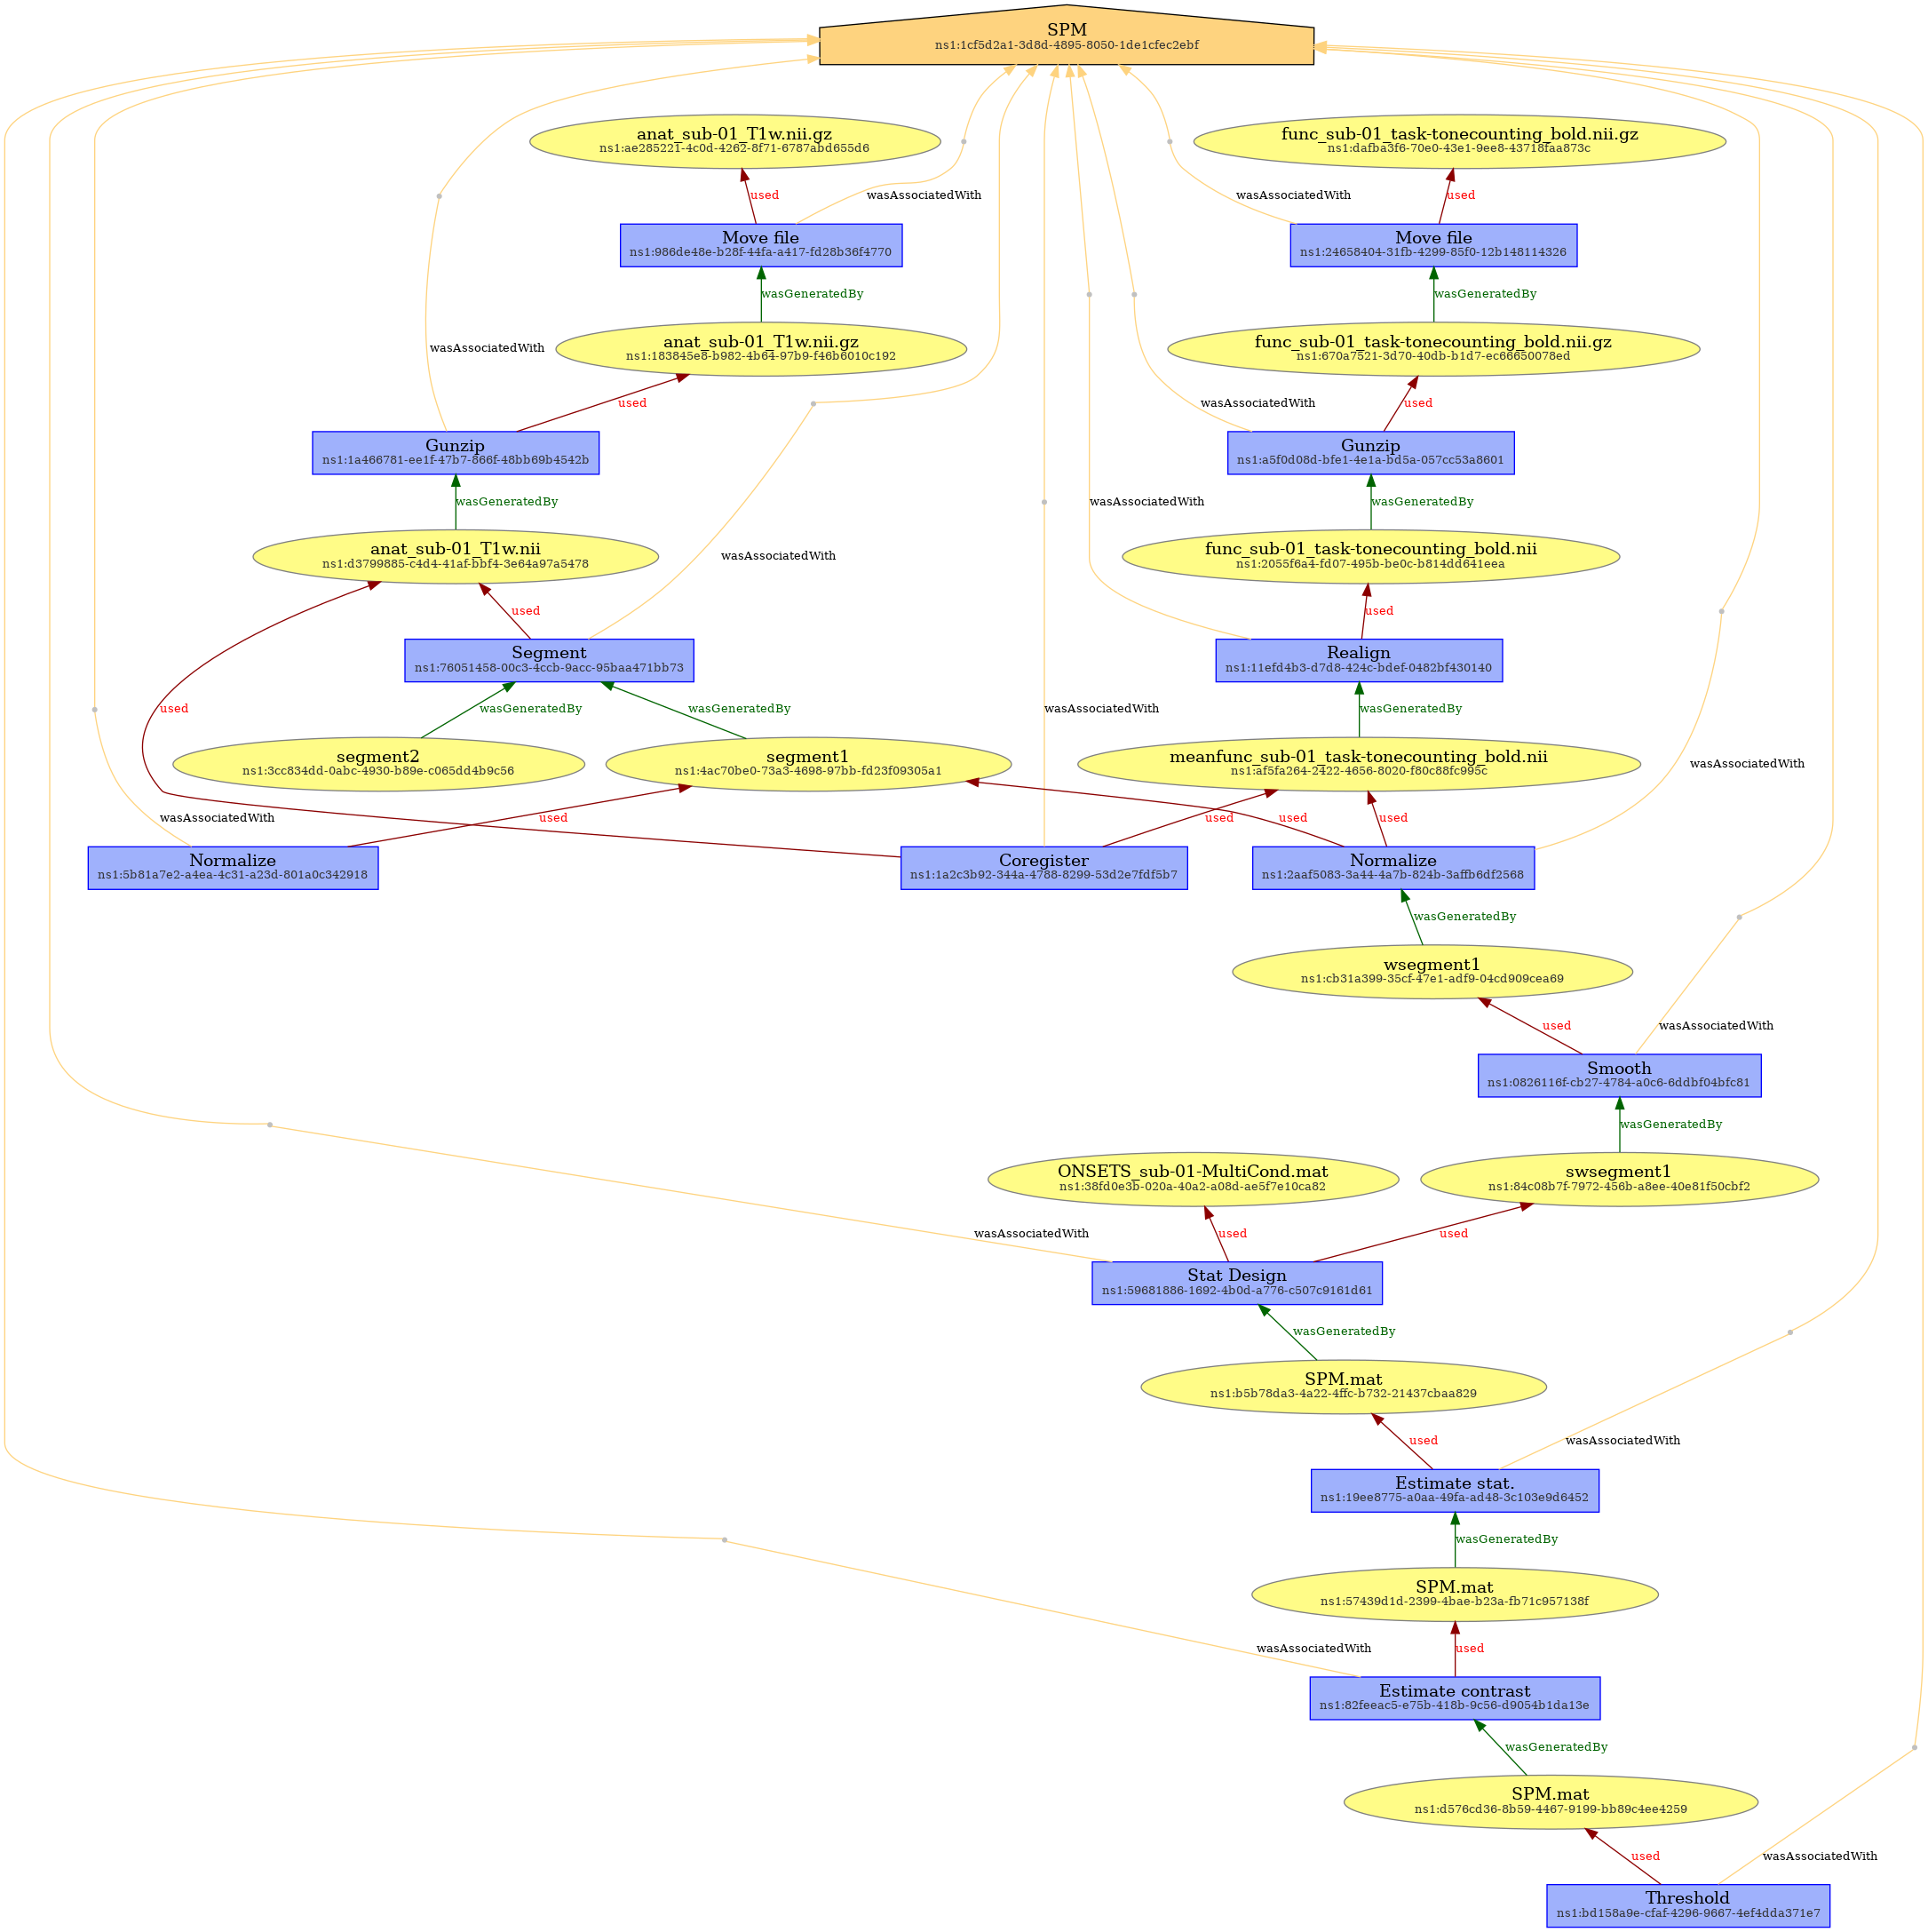 SPM
ns1:1cf5d2a1-3d8d-4895-8050-1de1cfec2ebf
anat_sub-01_T1w.nii.gz
ns1:ae285221-4c0d-4262-8f71-6787abd655d6
func_sub-01_task-tonecounting_bold.nii.gz
ns1:dafba3f6-70e0-43e1-9ee8-43718faa873c
used
wasAssociatedWith
wasAssociatedWith
used
Move file
ns1:986de48e-b28f-44fa-a417-fd28b36f4770
Move file
ns1:24658404-31fb-4299-85f0-12b148114326
wasGeneratedBy
wasGeneratedBy
anat_sub-01_T1w.nii.gz
ns1:183845e8-b982-4b64-97b9-f46b6010c192
func_sub-01_task-tonecounting_bold.nii.gz
ns1:670a7521-3d70-40db-b1d7-ec66650078ed
wasAssociatedWith
used
wasAssociatedWith
used
Gunzip
ns1:1a466781-ee1f-47b7-866f-48bb69b4542b
Gunzip
ns1:a5f0d08d-bfe1-4e1a-bd5a-057cc53a8601
wasGeneratedBy
wasAssociatedWith
wasGeneratedBy
anat_sub-01_T1w.nii
ns1:d3799885-c4d4-41af-bbf4-3e64a97a5478
wasAssociatedWith
func_sub-01_task-tonecounting_bold.nii
ns1:2055f6a4-fd07-495b-be0c-b814dd641eea
used
used
Segment
ns1:76051458-00c3-4ccb-9acc-95baa471bb73
Realign
ns1:11efd4b3-d7d8-424c-bdef-0482bf430140
used
wasGeneratedBy
wasGeneratedBy
wasAssociatedWith
wasGeneratedBy
segment2
ns1:3cc834dd-0abc-4930-b89e-c065dd4b9c56
segment1
ns1:4ac70be0-73a3-4698-97bb-fd23f09305a1
meanfunc_sub-01_task-tonecounting_bold.nii
ns1:af5fa264-2422-4656-8020-f80c88fc995c
wasAssociatedWith
wasAssociatedWith
used
used
used
used
Normalize
ns1:5b81a7e2-a4ea-4c31-a23d-801a0c342918
Coregister
ns1:1a2c3b92-344a-4788-8299-53d2e7fdf5b7
Normalize
ns1:2aaf5083-3a44-4a7b-824b-3affb6df2568
wasGeneratedBy
wsegment1
ns1:cb31a399-35cf-47e1-adf9-04cd909cea69
used
wasAssociatedWith
Smooth
ns1:0826116f-cb27-4784-a0c6-6ddbf04bfc81
wasGeneratedBy
ONSETS_sub-01-MultiCond.mat
ns1:38fd0e3b-020a-40a2-a08d-ae5f7e10ca82
swsegment1
ns1:84c08b7f-7972-456b-a8ee-40e81f50cbf2
wasAssociatedWith
used
used
Stat Design
ns1:59681886-1692-4b0d-a776-c507c9161d61
wasGeneratedBy
SPM.mat
ns1:b5b78da3-4a22-4ffc-b732-21437cbaa829
used
wasAssociatedWith
Estimate stat.
ns1:19ee8775-a0aa-49fa-ad48-3c103e9d6452
wasGeneratedBy
SPM.mat
ns1:57439d1d-2399-4bae-b23a-fb71c957138f
wasAssociatedWith
used
Estimate contrast
ns1:82feeac5-e75b-418b-9c56-d9054b1da13e
wasGeneratedBy
SPM.mat
ns1:d576cd36-8b59-4467-9199-bb89c4ee4259
used
wasAssociatedWith
Threshold
ns1:bd158a9e-cfaf-4296-9667-4ef4dda371e7